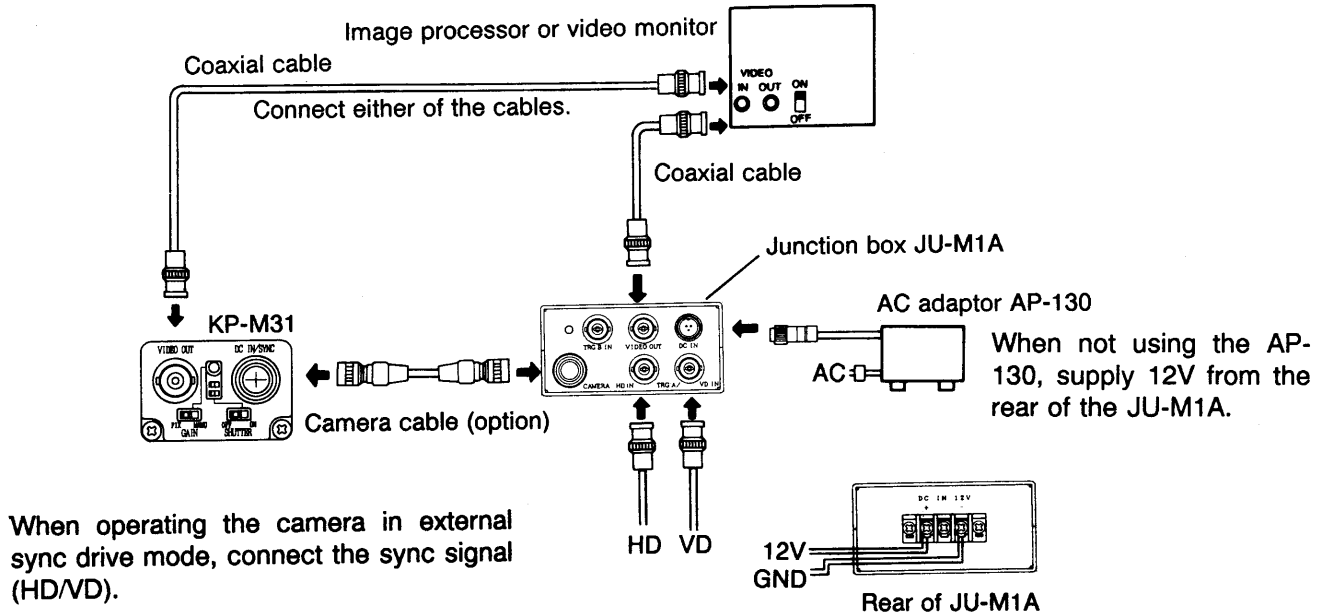 Image processor or video monitor
Coaxial cable
VIDEO
IN OUT ON
OFF
Connect either of the cables.
Coaxial cable
Junction box JU-M1A
KP-M31
AC adaptor AP-130
VIDEO OUT DC IN/SYNC
TRG B IN VIDEO OUT DC IN
When not using the AP-
130, supply 12V from the
rear of the JU-M1A.
AC
CAMERA HD IN TRG A/ VD IN
Camera cable (option)
GAIN SHUTTER
DC IN 12V
+ -
When operating the camera in external
sync drive mode, connect the sync signal
(HD/VD).
HD VD
12V
GND
Rear of JU-M1A